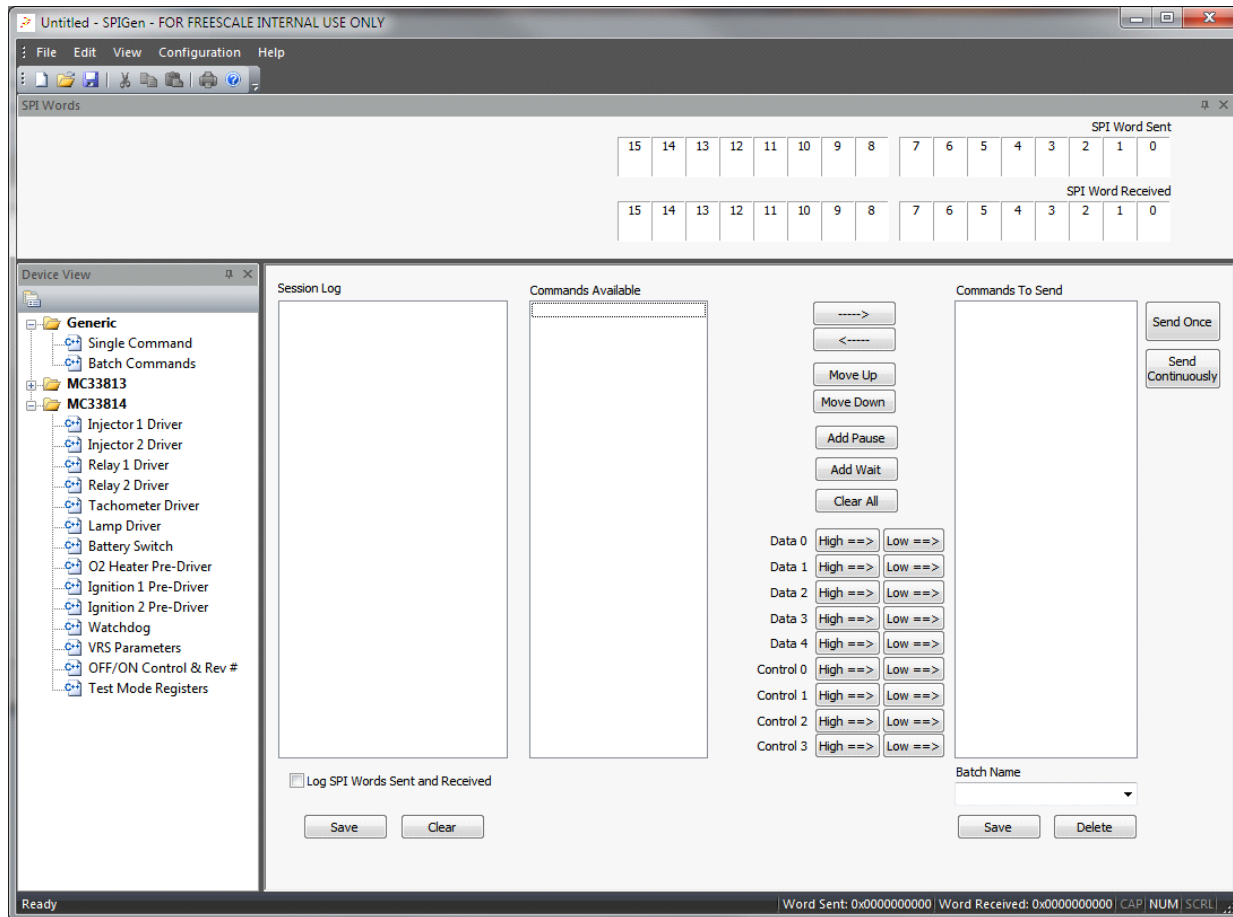 Untitled - SPIGen - FOR FREESCALE INTERNAL USE ONLY
File Edit View Configuration Help
SPI Words
SPI Word Sent
15 14 13 12 11 10 9 8 7 6 5 4 3 2 1 0
SPI Word Received
15 14 13 12 11 10 9 8 7 6 5 4 3 2 1 0
Device View
Generic
Single Command
Batch Commands
MC33813
MC33814
Injector 1 Driver
Injector 2 Driver
Relay 1 Driver
Relay 2 Driver
Tachometer Driver
Lamp Driver
Battery Switch
O2 Heater Pre-Driver
Ignition 1 Pre-Driver
Ignition 2 Pre-Driver
Watchdog
VRS Parameters
OFF/ON Control & Rev #
Test Mode Registers
Session Log
Log SPI Words Sent and Received
Save Clear
Commands Available
----->
<-----
Move Up
Move Down
Add Pause
Add Wait
Clear All
Data 0 High ==> Low ==>
Data 1 High ==> Low ==>
Data 2 High ==> Low ==>
Data 3 High ==> Low ==>
Data 4 High ==> Low ==>
Control 0 High ==> Low ==>
Control 1 High ==> Low ==>
Control 2 High ==> Low ==>
Control 3 High ==> Low ==>
Commands To Send
Send Once
Send
Continuously
Batch Name
Save Delete
Ready Word Sent: 0x0000000000 Word Received: 0x0000000000 CAP NUM SCRL